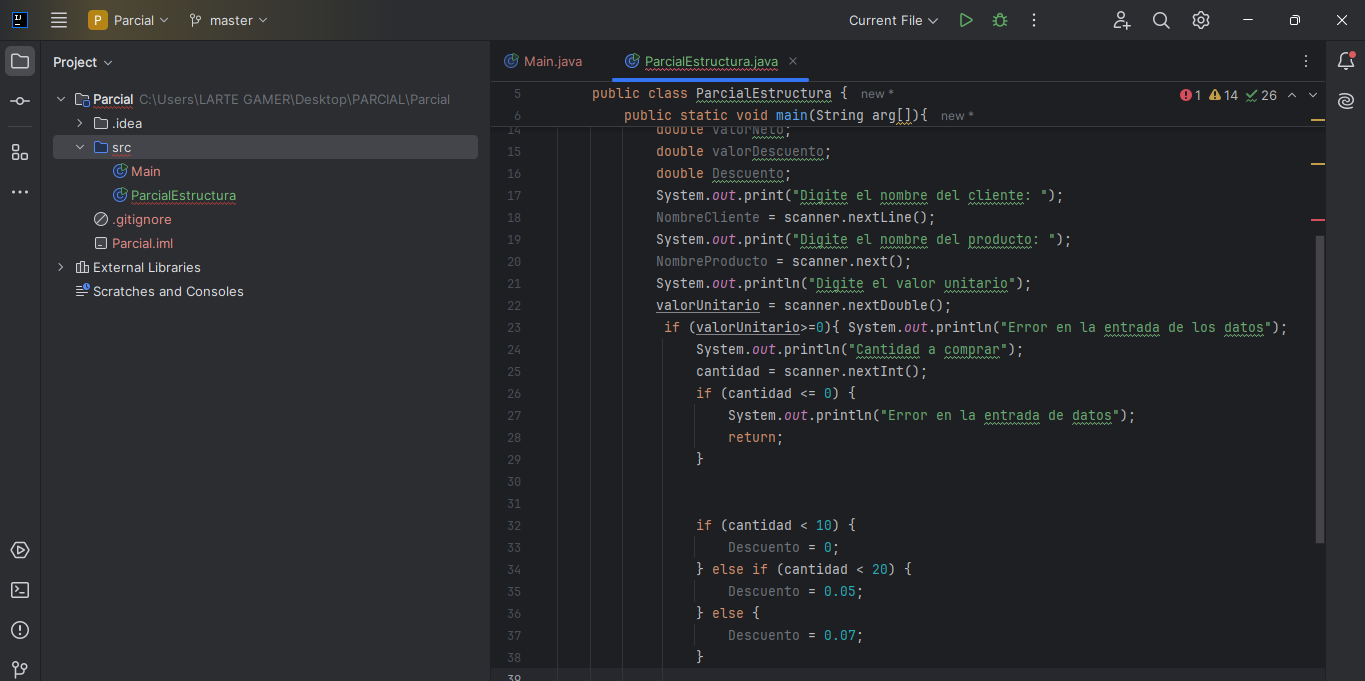 P Parcial master Current File
Project
Parcial C:\Users\LARTE GAMER\Desktop\PARCIAL\Parcial
.idea
src
Main
ParcialEstructura
.gitignore
Parcial.iml
External Libraries
Scratches and Consoles
Main.java ParcialEstructura.java
1 14 26
5 public class ParcialEstructura { new *
6 public static void main(String arg[]){ new *
14 double valorNeto;
15 double valorDescuento;
16 double Descuento;
17 System.out.print("Digite el nombre del cliente: ");
18 NombreCliente = scanner.nextLine();
19 System.out.print("Digite el nombre del producto: ");
20 NombreProducto = scanner.next();
21 System.out.println("Digite el valor unitario");
22 valorUnitario = scanner.nextDouble();
23 if (valorUnitario>=0){ System.out.println("Error en la entrada de los datos");
24 System.out.println("Cantidad a comprar");
25 cantidad = scanner.nextInt();
26 if (cantidad <= 0) {
27 System.out.println("Error en la entrada de datos");
28 return;
29 }
30
31
32 if (cantidad < 10) {
33 Descuento = 0;
34 } else if (cantidad < 20) {
35 Descuento = 0.05;
36 } else {
37 Descuento = 0.07;
38 }
39